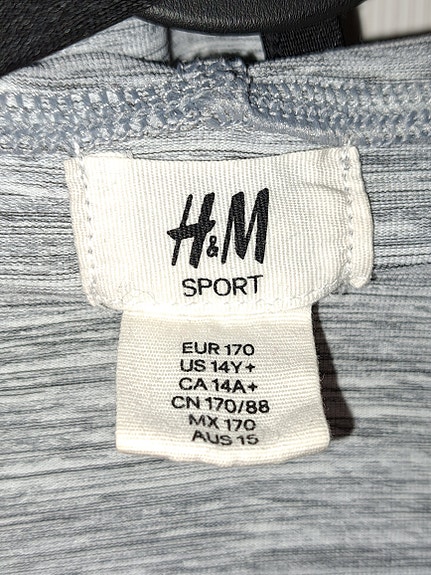 H&M
SPORT
EUR 170
US 14Y+
CA 14A+
CN 170/88
MX 170
AUS 15